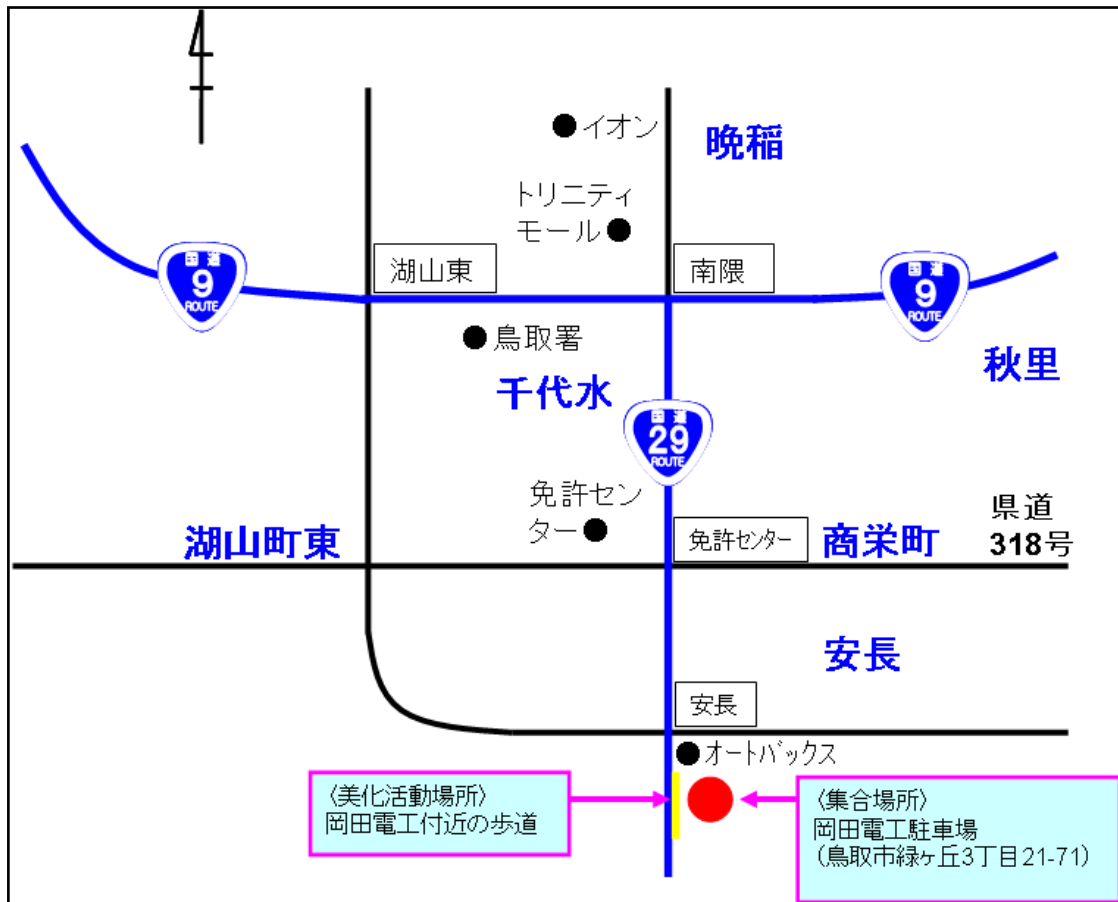 イオン
晩稲
トリニティ
モール
湖山東
南隈
国道
9
ROUTE
国道
9
ROUTE
鳥取署
千代水
秋里
国道
29
ROUTE
免許セン
ター
湖山町東
免許センター
商栄町
県道
318号
安長
安長
オートバックス
〈美化活動場所〉
岡田電工付近の歩道
〈集合場所〉
岡田電工駐車場
（鳥取市緑ヶ丘3丁目21-71）